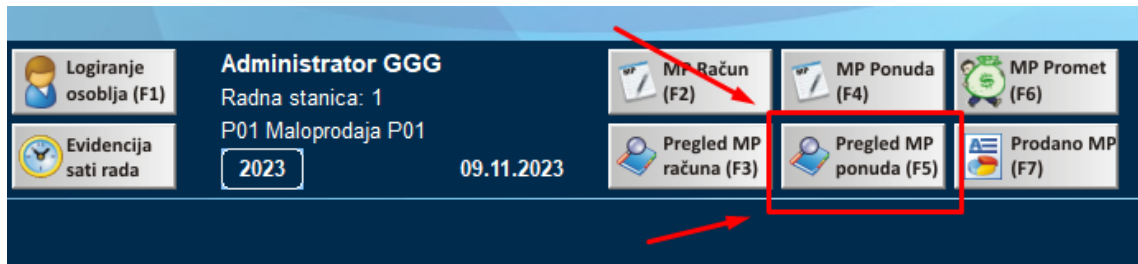 Logiranje
osoblja (F1)
Evidencija
sati rada
Administrator GGG
Radna stanica: 1
P01 Maloprodaja P01
2023
09.11.2023
MP Račun
(F2)
MP Ponuda
(F4)
MP Promet
(F6)
Pregled MP
računa (F3)
Pregled MP
ponuda (F5)
Prodano MP
(F7)